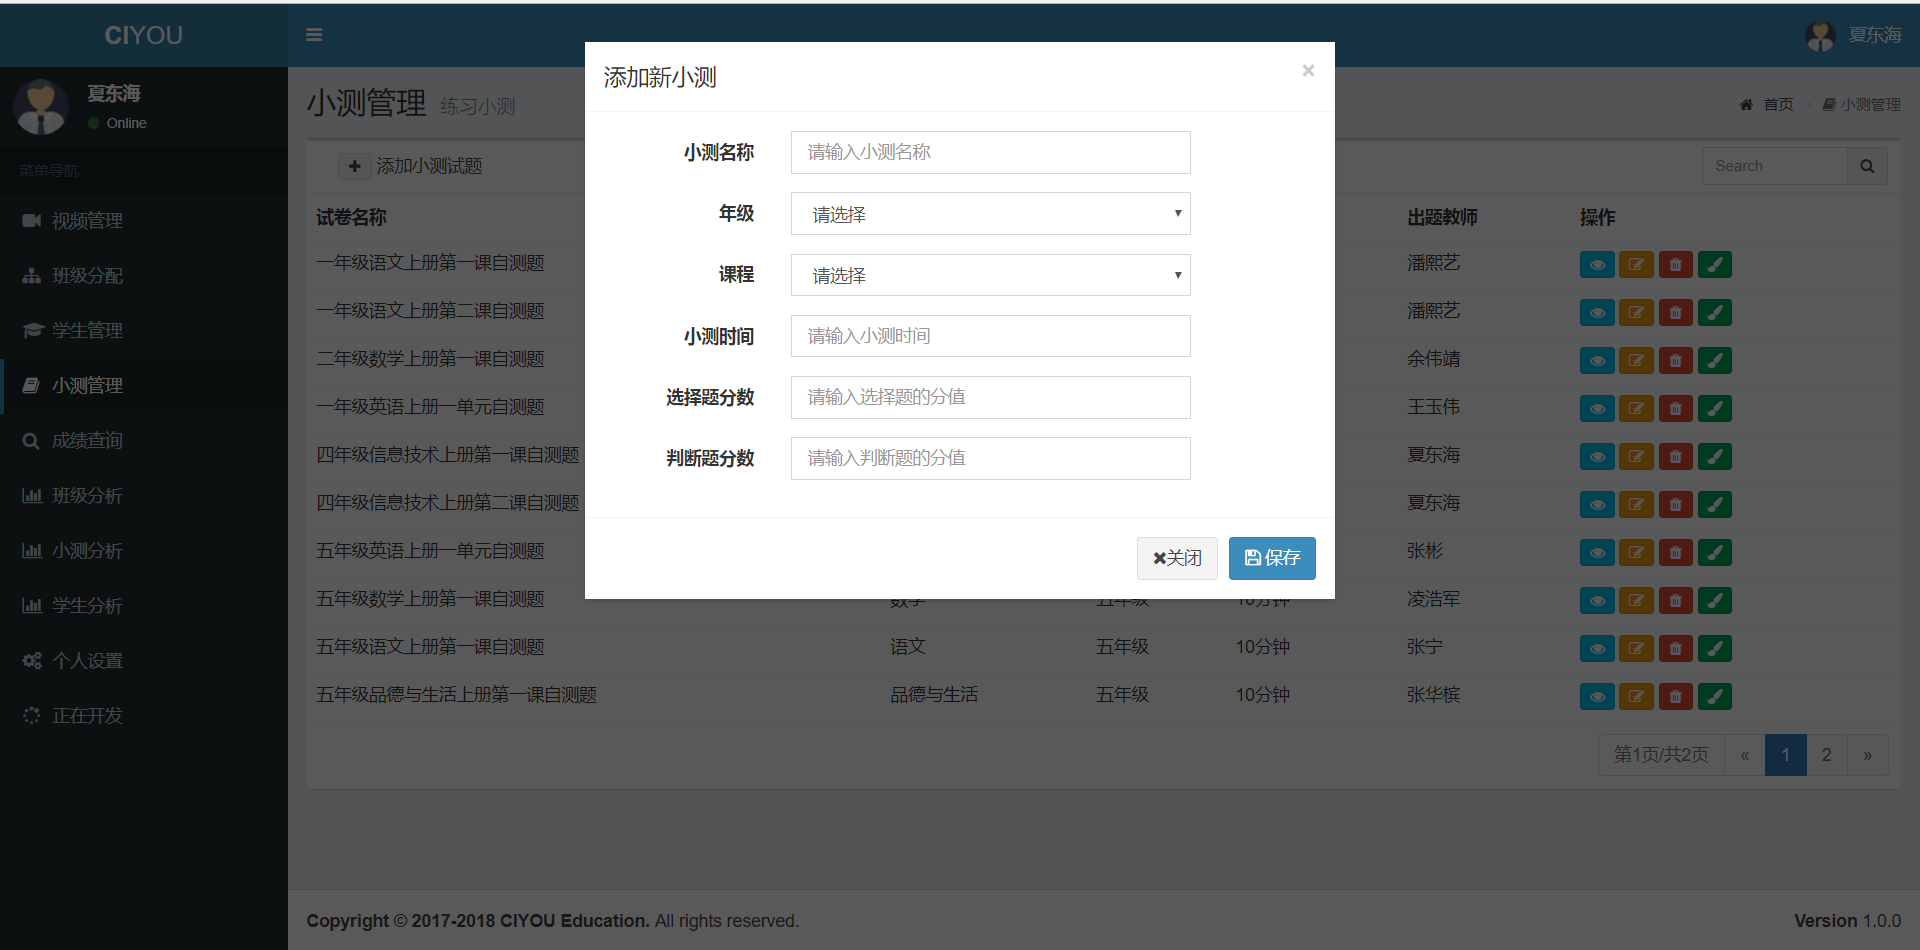 CIYOU
夏东海
夏东海
Online
菜单导航
视频管理
班级分配
学生管理
小测管理
成绩查询
班级分析
小测分析
学生分析
个人设置
正在开发
小测管理 练习小测
首页 > 小测管理
添加小测试题
Search
试卷名称 出题教师 操作
一年级语文上册第一课自测题 潘熙艺
一年级语文上册第二课自测题 潘熙艺
二年级数学上册第一课自测题 余伟靖
一年级英语上册一单元自测题 王玉伟
四年级信息技术上册第一课自测题 夏东海
四年级信息技术上册第二课自测题 夏东海
五年级英语上册一单元自测题 张彬
五年级数学上册第一课自测题 数学 五年级 10分钟 凌浩军
五年级语文上册第一课自测题 语文 五年级 10分钟 张宁
五年级品德与生活上册第一课自测题 品德与生活 五年级 10分钟 张华槟
第1页/共2页 « 1 2 »
添加新小测 ×
小测名称 请输入小测名称
年级 请选择
课程 请选择
小测时间 请输入小测时间
选择题分数 请输入选择题的分值
判断题分数 请输入判断题的分值
关闭 保存
Copyright © 2017-2018 CIYOU Education. All rights reserved.
Version 1.0.0